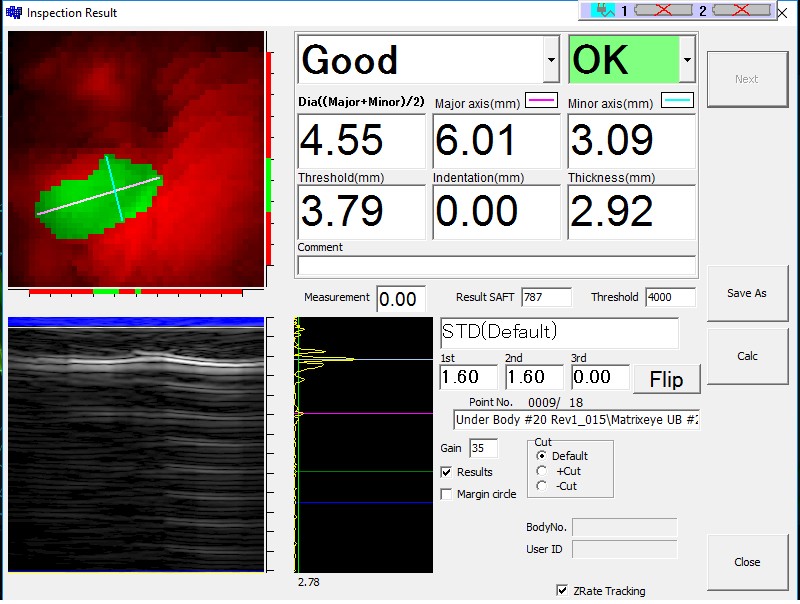 Inspection Result
1 2
Good OK
Next
Dia((Major+Minor)/2) Major axis(mm) Minor axis(mm)
4.55 6.01 3.09
Threshold(mm) Indentation(mm) Thickness(mm)
3.79 0.00 2.92
Comment
Measurement 0.00 Result SAFT 787 Threshold 4000
Save As
STD(Default)
1st 2nd 3rd
1.60 1.60 0.00 Flip
Calc
Point No. 0009/ 18
Under Body #20 Rev1_015\Matrixeye UB #2
Gain 35
Cut
Default
+Cut
-Cut
Results
Margin circle
BodyNo.
User ID
Close
2.78
ZRate Tracking